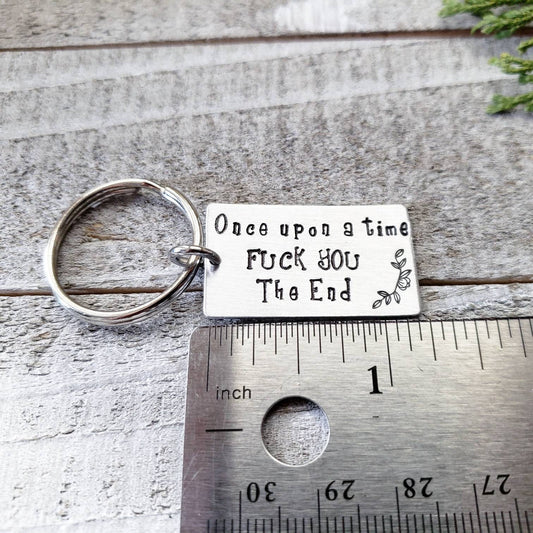 Once upon a time
FUCK YOU
The End
1
inch
30 29 28 27